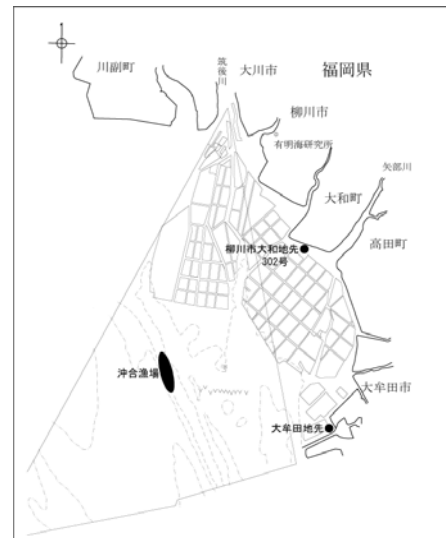 川副町
筑後川
大川市
福岡県
柳川市
有明海研究所
矢部川
大和町
高田町
柳川市大和地先
302号
沖合漁場
大牟田市
大牟田地先